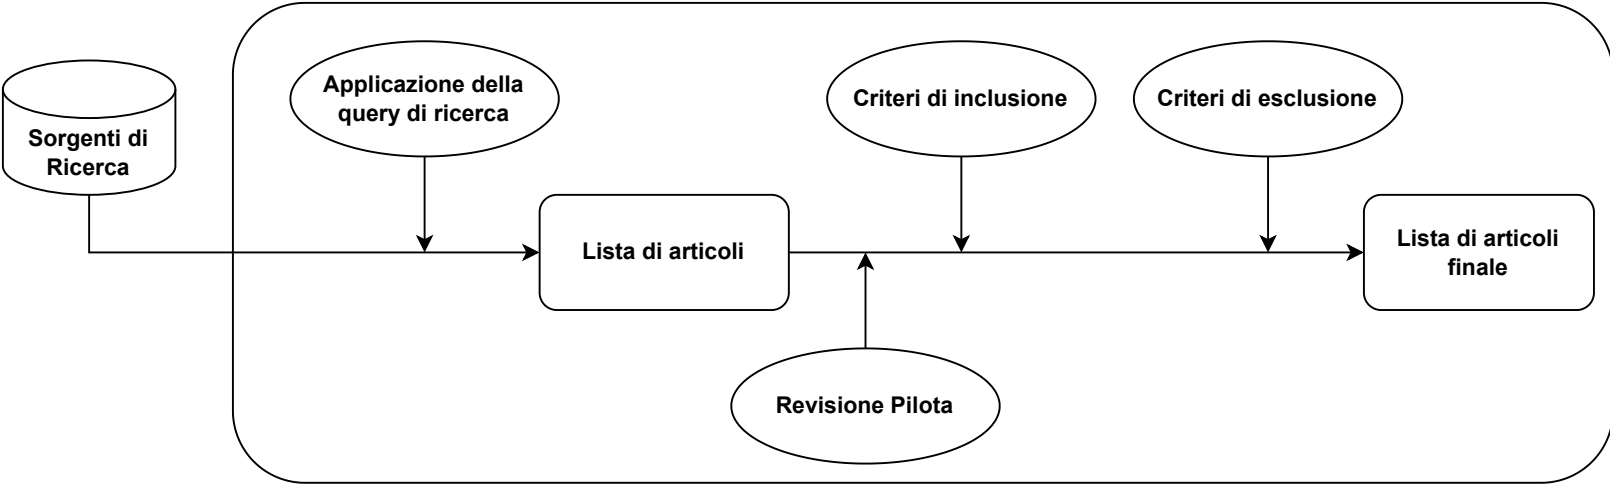 Sorgenti di
Ricerca
Applicazione della
query di ricerca
Lista di articoli
Revisione Pilota
Criteri di inclusione
Criteri di esclusione
Lista di articoli
finale